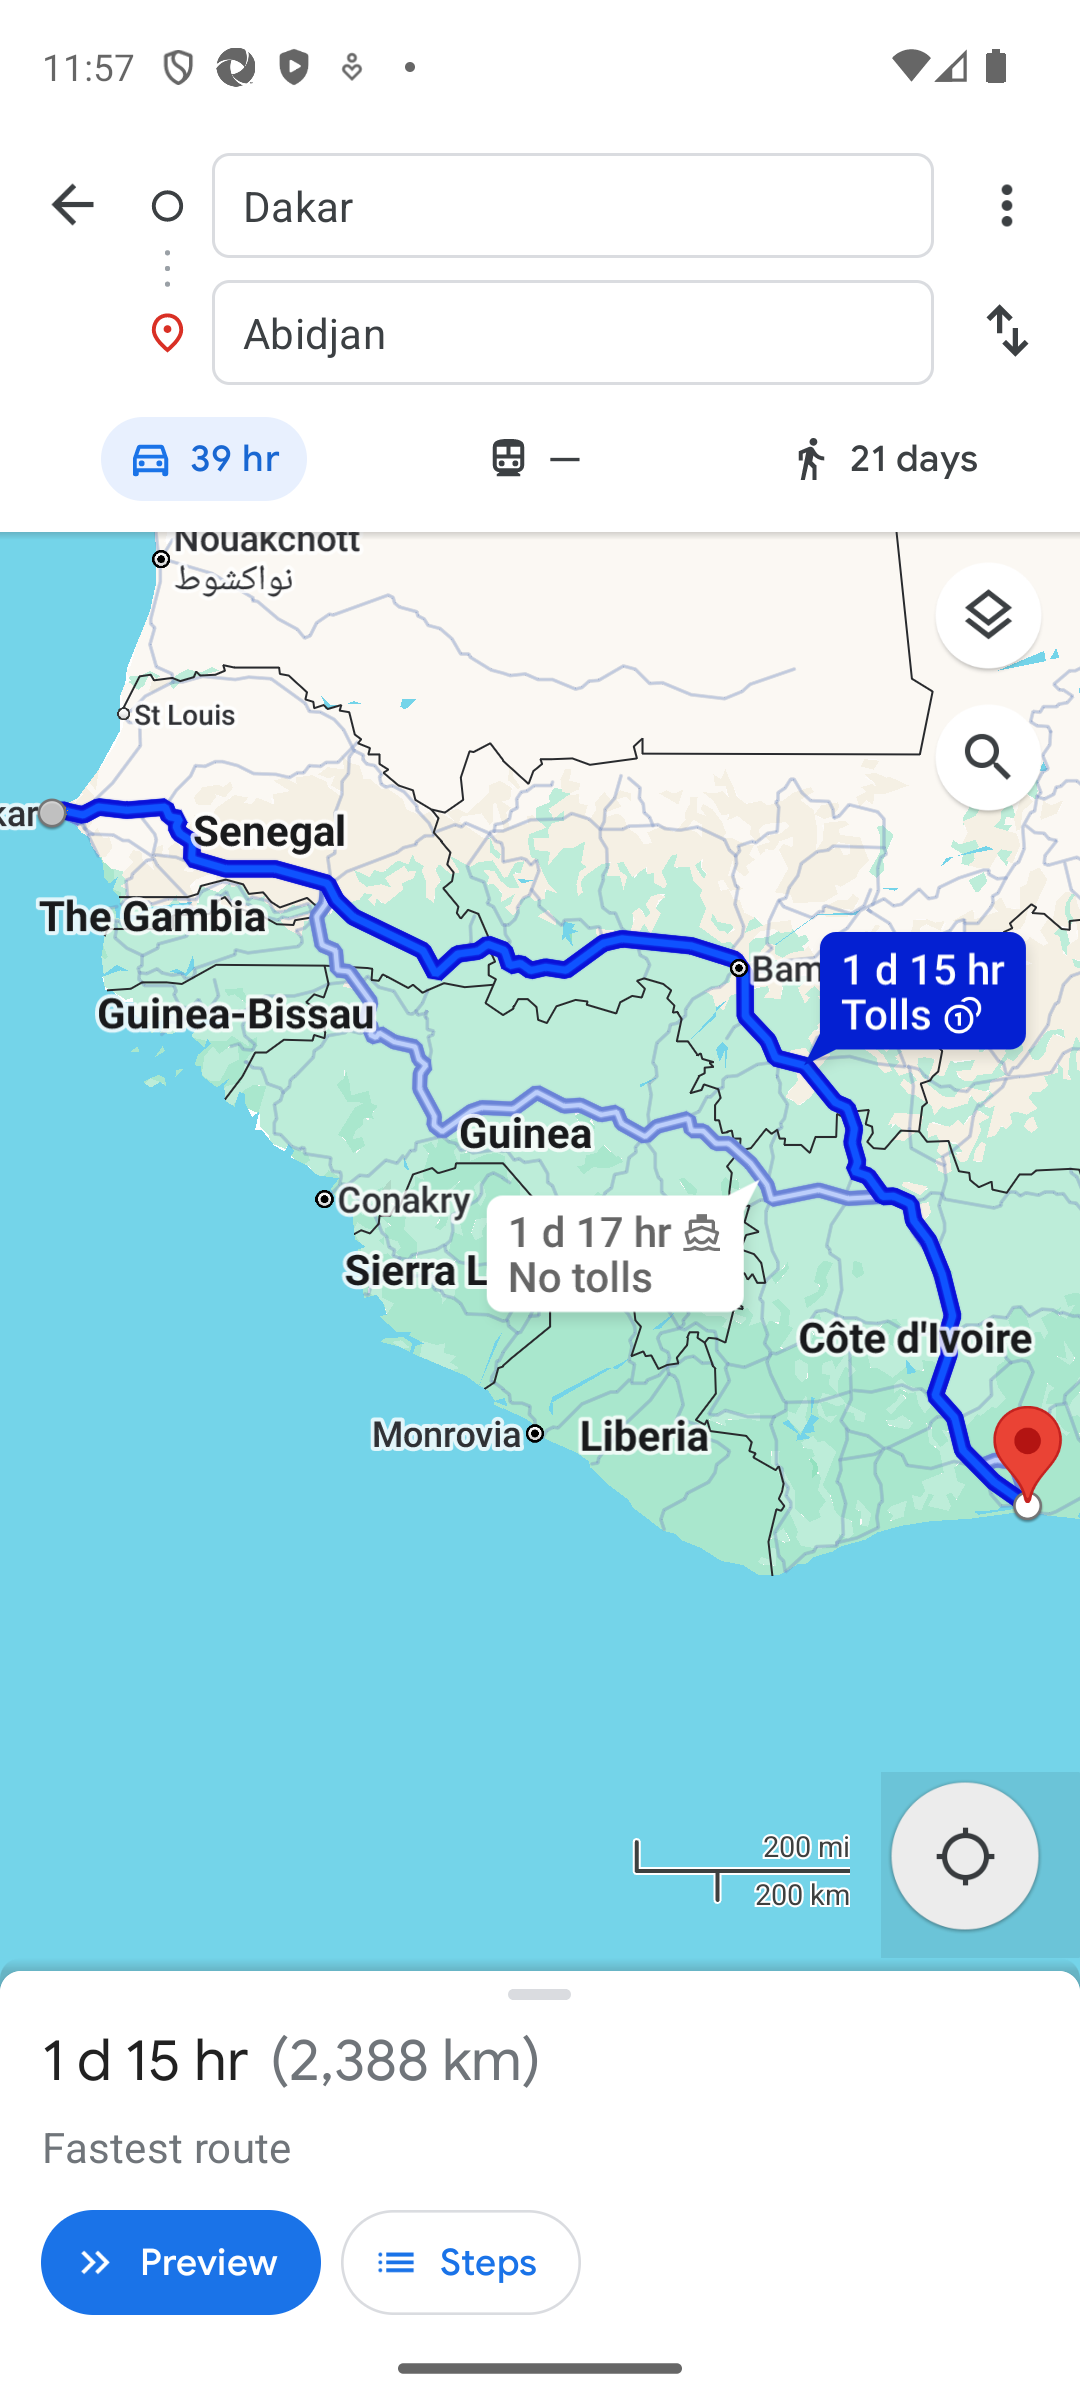 11:57
Dakar
Abidjan
39 hr
—
21 days
Nouakchott
نواكشوط
St Louis
kar
Senegal
The Gambia
Bam
1 d 15 hr
Tolls
Guinea-Bissau
Guinea
Conakry
1 d 17 hr
No tolls
Sierra L
Côte d'Ivoire
Monrovia
Liberia
200 mi
200 km
1 d 15 hr (2,388 km)
Fastest route
Preview
Steps